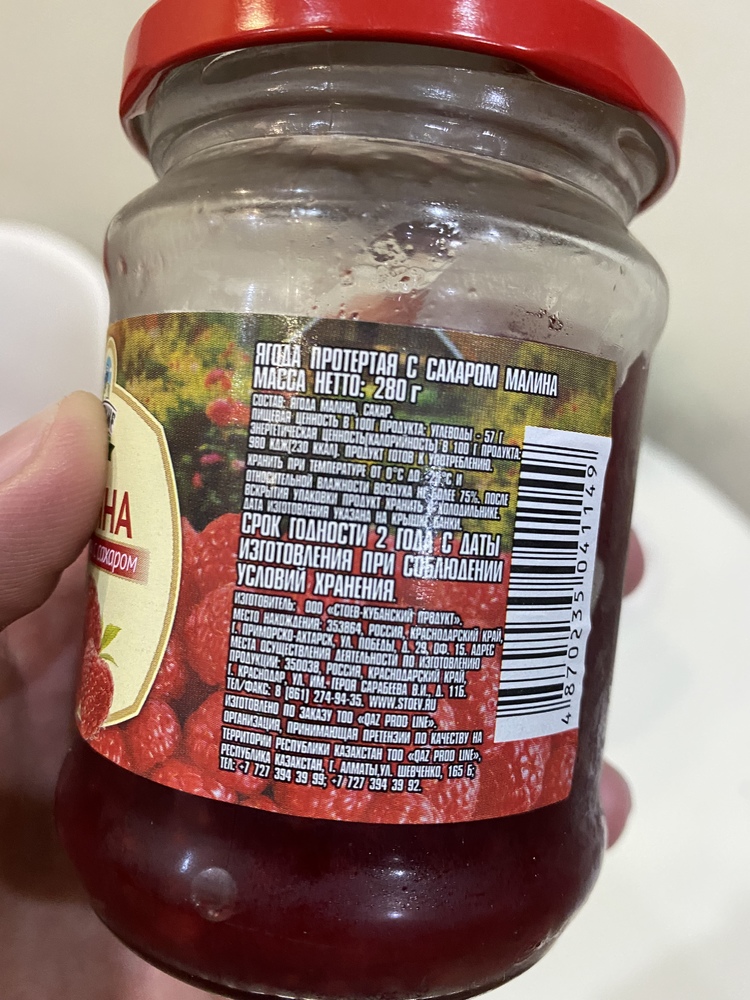 НА
с сахаром
ЯГОДА ПРОТЕРТАЯ С САХАРОМ МАЛИНА
МАССА НЕТТО: 280 г
СОСТАВ: ЯГОДА МАЛИНА, САХАР.
ПИЩЕВАЯ ЦЕННОСТЬ В 100Г ПРОДУКТА: УГЛЕВОДЫ - 57 Г
ЭНЕРГЕТИЧЕСКАЯ ЦЕННОСТЬ(КАЛОРИЙНОСТЬ) В 100 Г ПРОДУКТА:
980 КДЖ(230 ККАЛ). ПРОДУКТ ГОТОВ К УПОТРЕБЛЕНИЮ.
ХРАНИТЬ ПРИ ТЕМПЕРАТУРЕ ОТ 0°С ДО С И
ОТНОСИТЕЛЬНОЙ ВЛАЖНОСТИ ВОЗДУХА НЕ БОЛЕЕ 75%. ПОСЛЕ
ВСКРЫТИЯ УПАКОВКИ ПРОДУКТ ХРАНИТЬ В ХОЛОДИЛЬНИКЕ.
ДАТА ИЗГОТОВЛЕНИЯ УКАЗАНА НА КРЫШКЕ БАНКИ.
СРОК ГОДНОСТИ 2 ГОДА С ДАТЫ
ИЗГОТОВЛЕНИЯ ПРИ СОБЛЮДЕНИИ
УСЛОВИЙ ХРАНЕНИЯ
ИЗГОТОВИТЕЛЬ: ООО «СТОЕВ-КУБАНСКИЙ ПРОДУКТ»,
МЕСТО НАХОЖДЕНИЯ: 353864, РОССИЯ, КРАСНОДАРСКИЙ КРАЙ,
Г. ПРИМОРСКО-АХТАРСК, УЛ. ПОБЕДЫ, Д. 29, ОФ. 15. АДРЕС
МЕСТА ОСУЩЕСТВЛЕНИЯ ДЕЯТЕЛЬНОСТИ ПО ИЗГОТОВЛЕНИЮ
ПРОДУКЦИИ: 350038, РОССИЯ, КРАСНОДАРСКИЙ КРАЙ,
Г. КРАСНОДАР, УЛ. ИМ. ГЕРОЯ САРАБЕЕВА В.И., Д. 116.
ТЕЛ/ФАКС: 8 (861) 274-94-35. WWW.STOEV.RU
ИЗГОТОВЛЕНО ПО ЗАКАЗУ ТОО «QAZ PROD LINE».
ОРГАНИЗАЦИЯ, ПРИНИМАЮЩАЯ ПРЕТЕНЗИИ ПО КАЧЕСТВУ НА
ТЕРРИТОРИИ РЕСПУБЛИКИ КАЗАХСТАН ТОО «QAZ PROD LINE»,
РЕСПУБЛИКА КАЗАХСТАН, Г. АЛМАТЫ,УЛ. ШЕВЧЕНКО, 165 Б;
ТЕЛ: +7 727 394 39 99; +7 727 394 39 92.
4 870235 041149